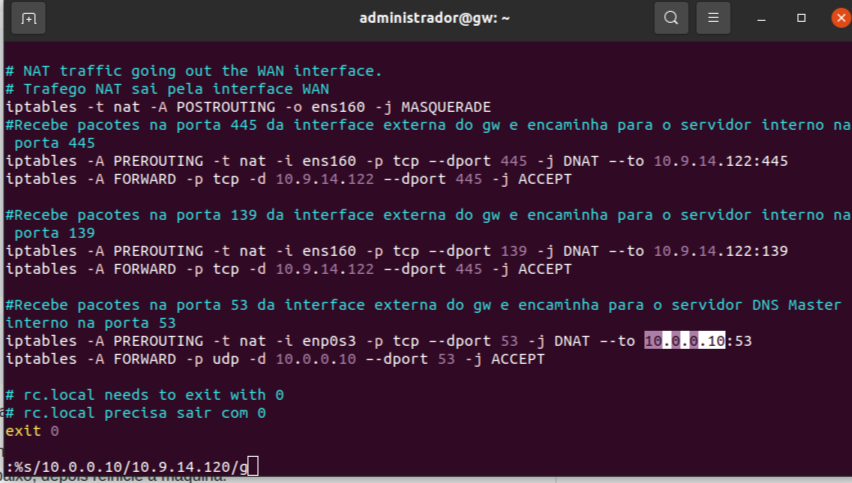 administrador@gw: ~
# NAT traffic going out the WAN interface.
# Trafego NAT sai pela interface WAN
iptables -t nat -A POSTROUTING -o ens160 -j MASQUERADE
#Recebe pacotes na porta 445 da interface externa do gw e encaminha para o servidor interno na
porta 445
iptables -A PREROUTING -t nat -i ens160 -p tcp --dport 445 -j DNAT --to 10.9.14.122:445
iptables -A FORWARD -p tcp -d 10.9.14.122 --dport 445 -j ACCEPT
#Recebe pacotes na porta 139 da interface externa do gw e encaminha para o servidor interno na
porta 139
iptables -A PREROUTING -t nat -i ens160 -p tcp --dport 139 -j DNAT --to 10.9.14.122:139
iptables -A FORWARD -p tcp -d 10.9.14.122 --dport 445 -j ACCEPT
#Recebe pacotes na porta 53 da interface externa do gw e encaminha para o servidor DNS Master
interno na porta 53
iptables -A PREROUTING -t nat -i enp0s3 -p tcp --dport 53 -j DNAT --to 10.0.0.10:53
iptables -A FORWARD -p udp -d 10.0.0.10 --dport 53 -j ACCEPT
# rc.local needs to exit with 0
# rc.local precisa sair com 0
exit 0
:%s/10.0.0.10/10.9.14.120/g
depois reinicie a maquina.